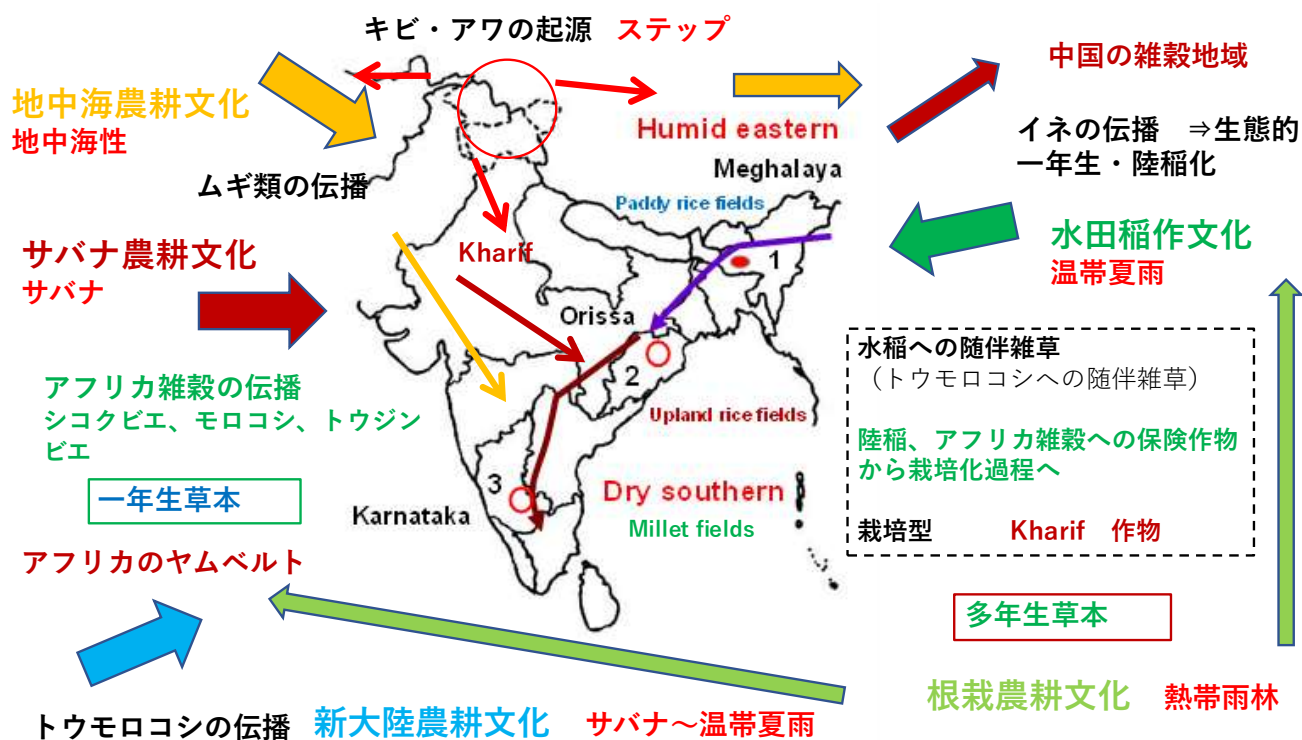 キビ・アワの起源 ステップ
中国の雑穀地域
地中海農耕文化
地中海性
Humid eastern
イネの伝播 ⇒生態的
一年生・陸稲化
Meghalaya
ムギ類の伝播
Paddy rice fields
サバナ農耕文化
サバナ
Kharif
水田稲作文化
温帯夏雨
1
Orissa
水稲への随伴雑草
（トウモロコシへの随伴雑草）
2
アフリカ雑穀の伝播
シコクビエ、モロコシ、トウジン
ビエ
Upland rice fields
陸稲、アフリカ雑穀への保険作物
から栽培化過程へ
一年生草本
3
Dry southern
Karnataka
Millet fields
栽培型 Kharif 作物
アフリカのヤムベルト
多年生草本
根栽農耕文化 熱帯雨林
トウモロコシの伝播 新大陸農耕文化 サバナ～温帯夏雨